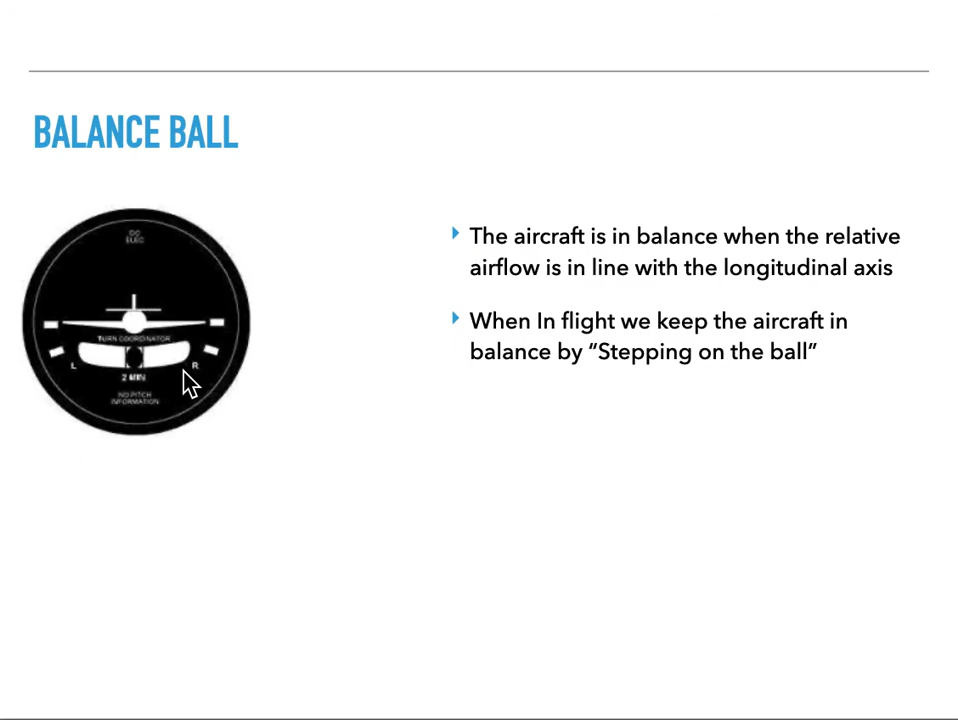 BALANCE BALL
DC
ELEC
TURN COORDINATOR
L
R
2 MIN
NO PITCH
INFORMATION
The aircraft is in balance when the relative
airflow is in line with the longitudinal axis
When In flight we keep the aircraft in
balance by “Stepping on the ball”